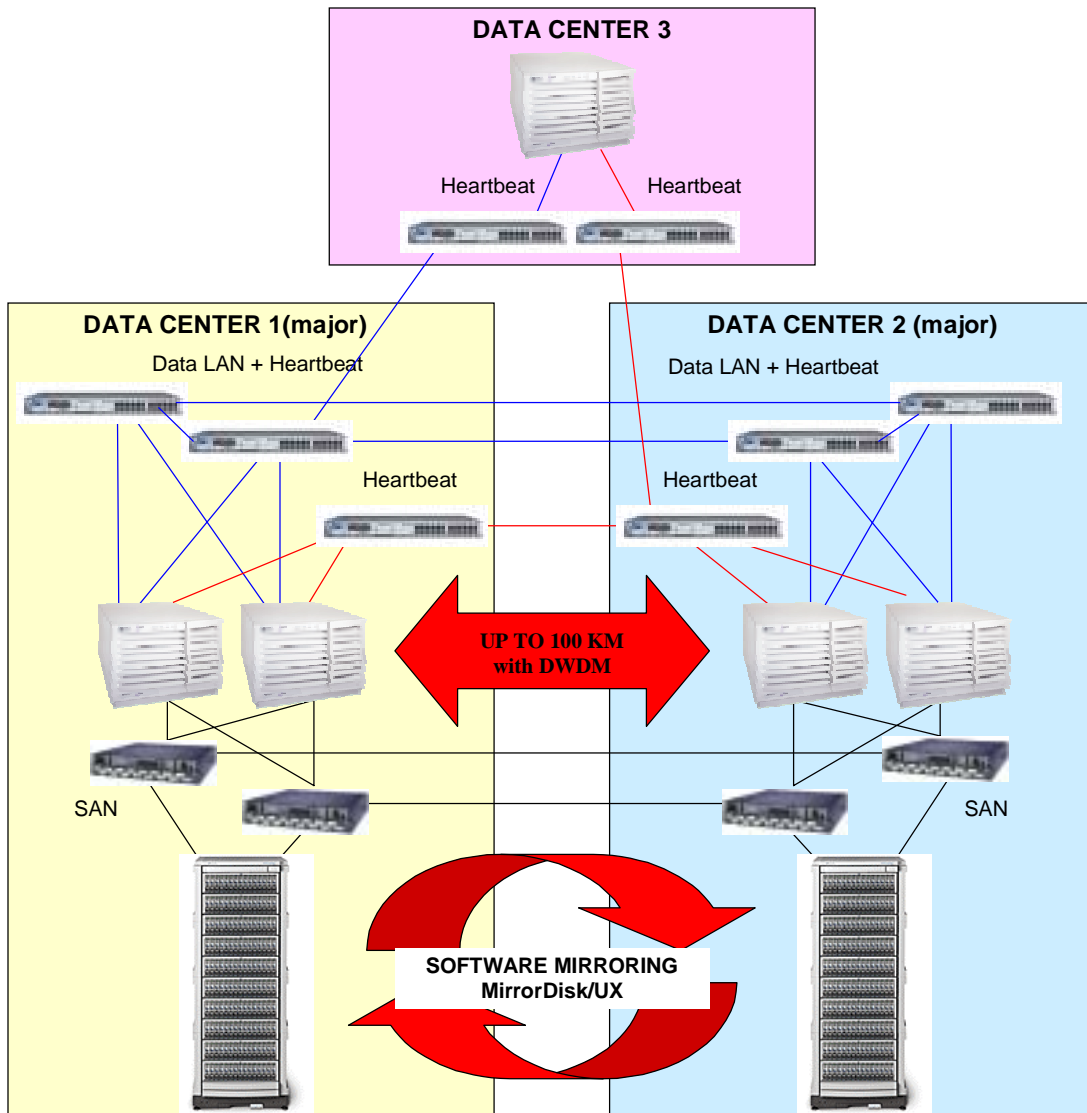 DATA CENTER 3
Heartbeat
Heartbeat
DATA CENTER 1(major)
DATA CENTER 2 (major)
Data LAN + Heartbeat
Data LAN + Heartbeat
Heartbeat
Heartbeat
UP TO 100 KM
with DWDM
SAN
SAN
SOFTWARE MIRRORING
MirrorDisk/UX